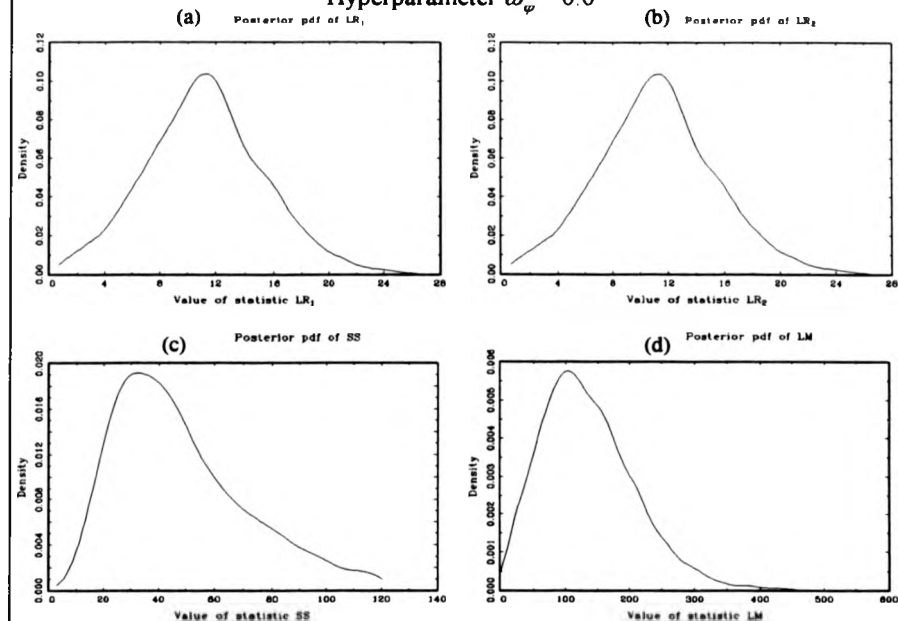 Hyperparameter ϖφ = 0.0
(a) Posterior pdf of LR₁
(b) Posterior pdf of LR₂
Density
0.00 0.02 0.04 0.06 0.08 0.10 0.12
0 4 8 12 16 20 24 28
Value of statistic LR₁
Density
0.00 0.02 0.04 0.06 0.08 0.10 0.12
0 4 8 12 16 20 24 28
Value of statistic LR₂
(c) Posterior pdf of SS
(d) Posterior pdf of LM
Density
0.000 0.004 0.008 0.012 0.016 0.020
0 20 40 60 80 100 120 140
Value of statistic SS
Density
0.000 0.001 0.002 0.003 0.004 0.005 0.006
0 100 200 300 400 500 600
Value of statistic LM